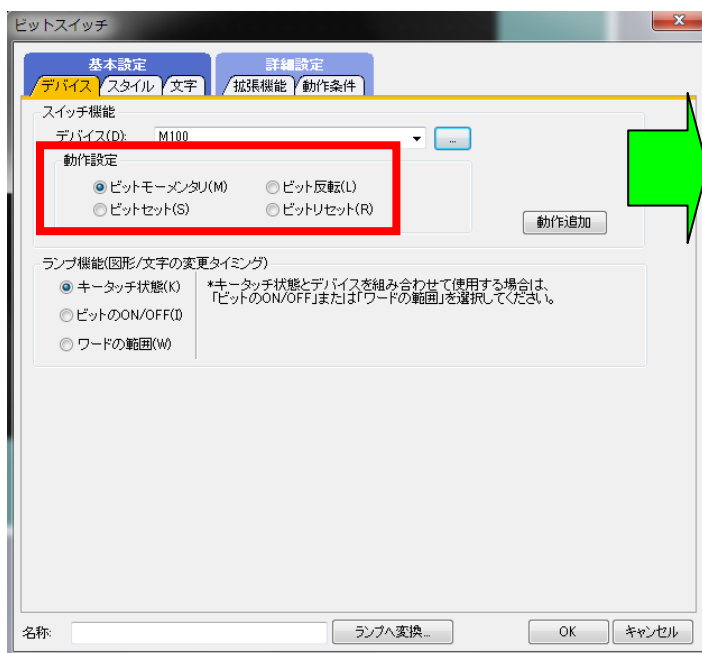 ビットスイッチ
基本設定 詳細設定
デバイス スタイル 文字 拡張機能 動作条件
スイッチ機能
デバイス(D): M100 ...
動作設定
ビットモーメンタリ(M) ビット反転(L)
ビットセット(S) ビットリセット(R)
動作追加
ランプ機能(図形/文字の変更タイミング)
キータッチ状態(K) *キータッチ状態とデバイスを組み合わせて使用する場合は、
「ビットのON/OFF」または「ワードの範囲」を選択してください。
ビットのON/OFF(I)
ワードの範囲(W)
名称: ランプへ変換... OK キャンセル